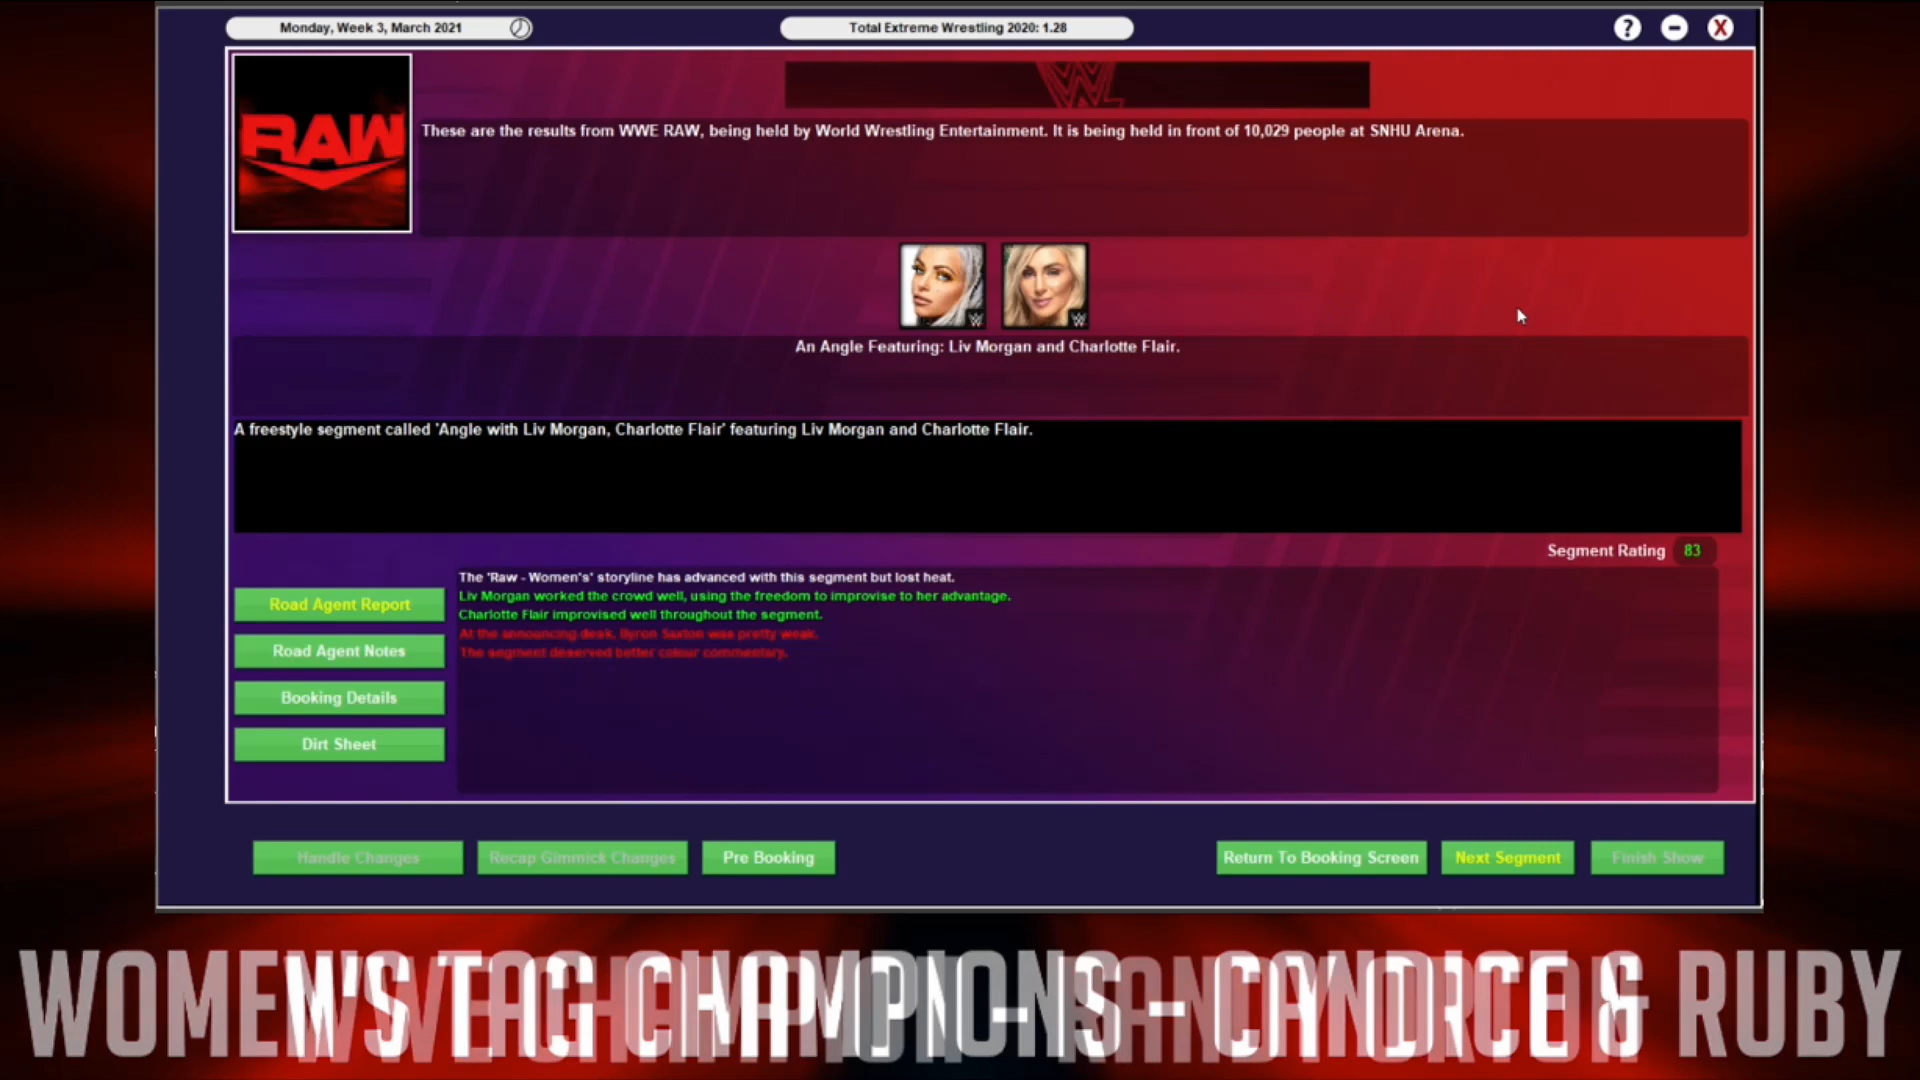 Monday, Week 3, March 2021
Total Extreme Wrestling 2020: 1.28
?
X
RAW
These are the results from WWE RAW, being held by World Wrestling Entertainment. It is being held in front of 10,029 people at SNHU Arena.
An Angle Featuring: Liv Morgan and Charlotte Flair.
A freestyle segment called 'Angle with Liv Morgan, Charlotte Flair' featuring Liv Morgan and Charlotte Flair.
Segment Rating 83
Road Agent Report
Road Agent Notes
Booking Details
Dirt Sheet
The 'Raw - Women's' storyline has advanced with this segment but lost heat.
Liv Morgan worked the crowd well, using the freedom to improvise to her advantage.
Charlotte Flair improvised well throughout the segment.
At the announcing desk, Byron Saxton was pretty weak.
The segment deserved better colour commentary.
Handle Changes
Recap Gimmick Changes
Pre Booking
Return To Booking Screen
Next Segment
Finish Show
WOMEN'S TAG CHAMPIONS - CANDICE & RUBY